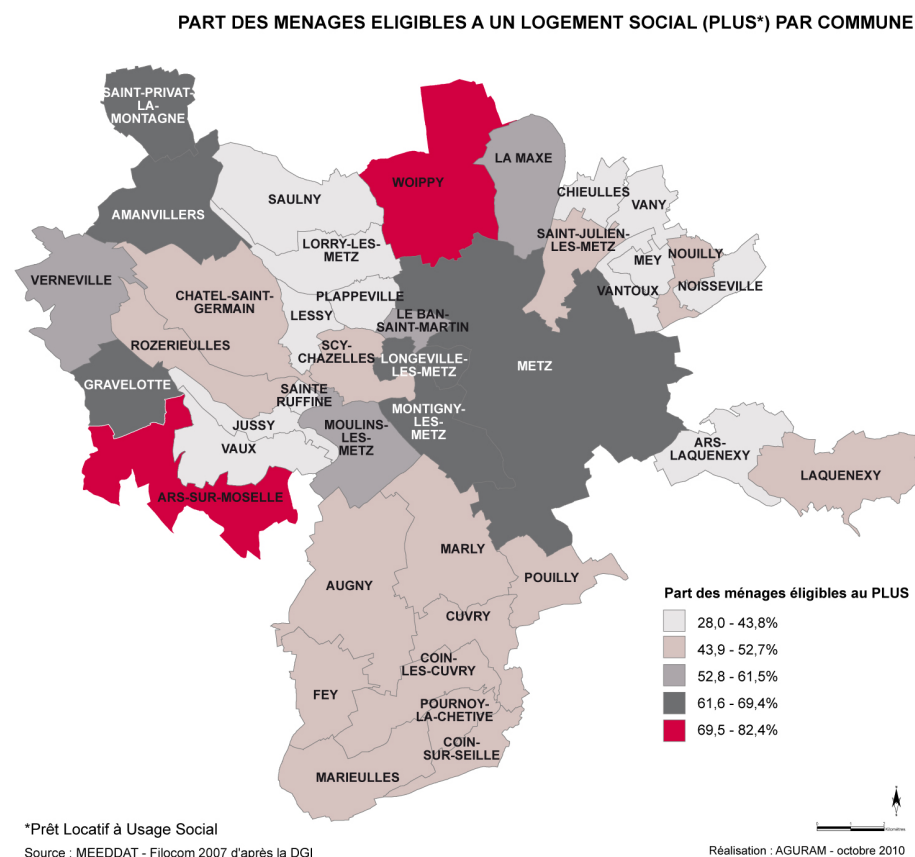 PART DES MENAGES ELIGIBLES A UN LOGEMENT SOCIAL (PLUS*) PAR COMMUNE
SAINT-PRIVAT-
LA-
MONTAGNE
AMANVILLERS
SAULNY
WOIPPY
LA MAXE
CHIEULLES
VANY
LORRY-LES-
METZ
SAINT-JULIEN-
LES-METZ
MEY
NOUILLY
VERNEVILLE
CHATEL-SAINT-
GERMAIN
PLAPPEVILLE
LESSY
VANTOUX
NOISSEVILLE
LE BAN-
SAINT-MARTIN
ROZERIEULLES
SCY-
CHAZELLES
LONGEVILLE-
LES-METZ
METZ
GRAVELOTTE
SAINTE
RUFFINE
JUSSY
VAUX
MOULINS-
LES-
METZ
MONTIGNY-
LES-
METZ
ARS-
LAQUENEXY
LAQUENEXY
ARS-SUR-MOSELLE
MARLY
POUILLY
AUGNY
CUVRY
COIN-
LES-CUVRY
FEY
POURNOY-
LA-CHETIVE
COIN-
SUR-SEILLE
MARIEULLES
Part des ménages éligibles au PLUS
28,0 - 43,8%
43,9 - 52,7%
52,8 - 61,5%
61,6 - 69,4%
69,5 - 82,4%
*Prêt Locatif à Usage Social
Source : MEEDDAT - Filocom 2007 d'après la DGI
Réalisation : AGURAM - octobre 2010